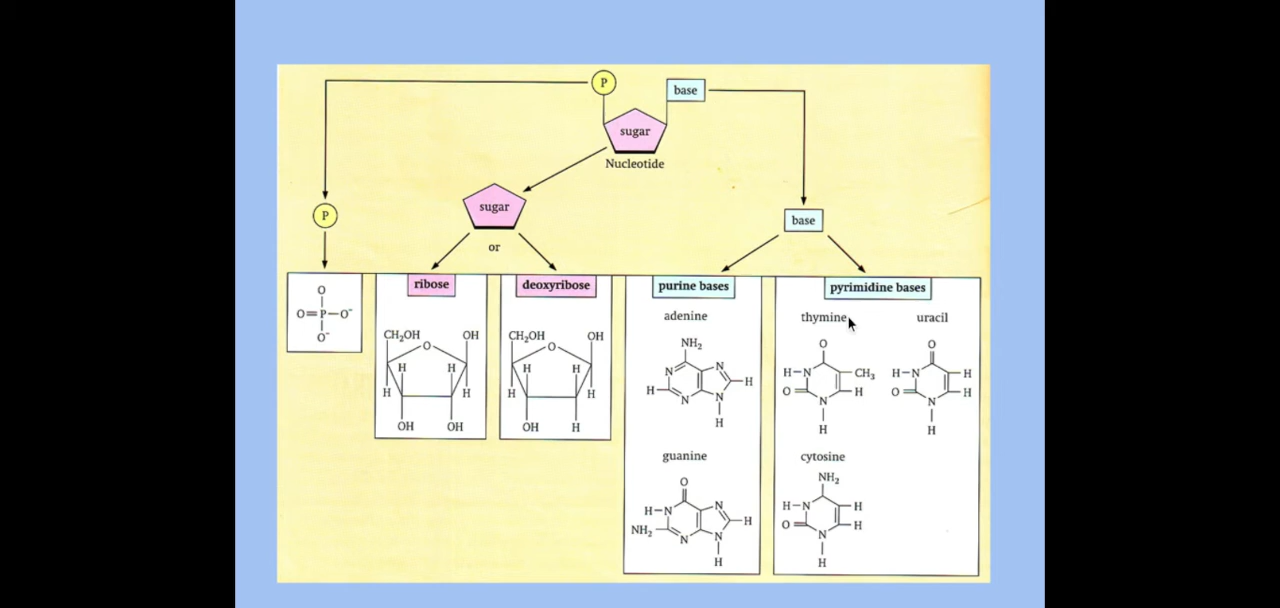 P
base
sugar
Nucleotide
P
sugar
base
or
ribose
deoxyribose
purine bases
pyrimidine bases
O
O=P—O⁻
O⁻
CH₂OH
OH
O
H
H
H
H
OH
OH
CH₂OH
OH
O
H
H
H
H
OH
H
adenine
NH₂
N
N
H
H
N
N
H
guanine
O
H—N
N
H
NH₂
N
N
H
thymine
O
H—N
CH₃
O
H
N
H
uracil
O
H—N
H
O
H
N
H
cytosine
NH₂
H—N
H
O
H
N
H